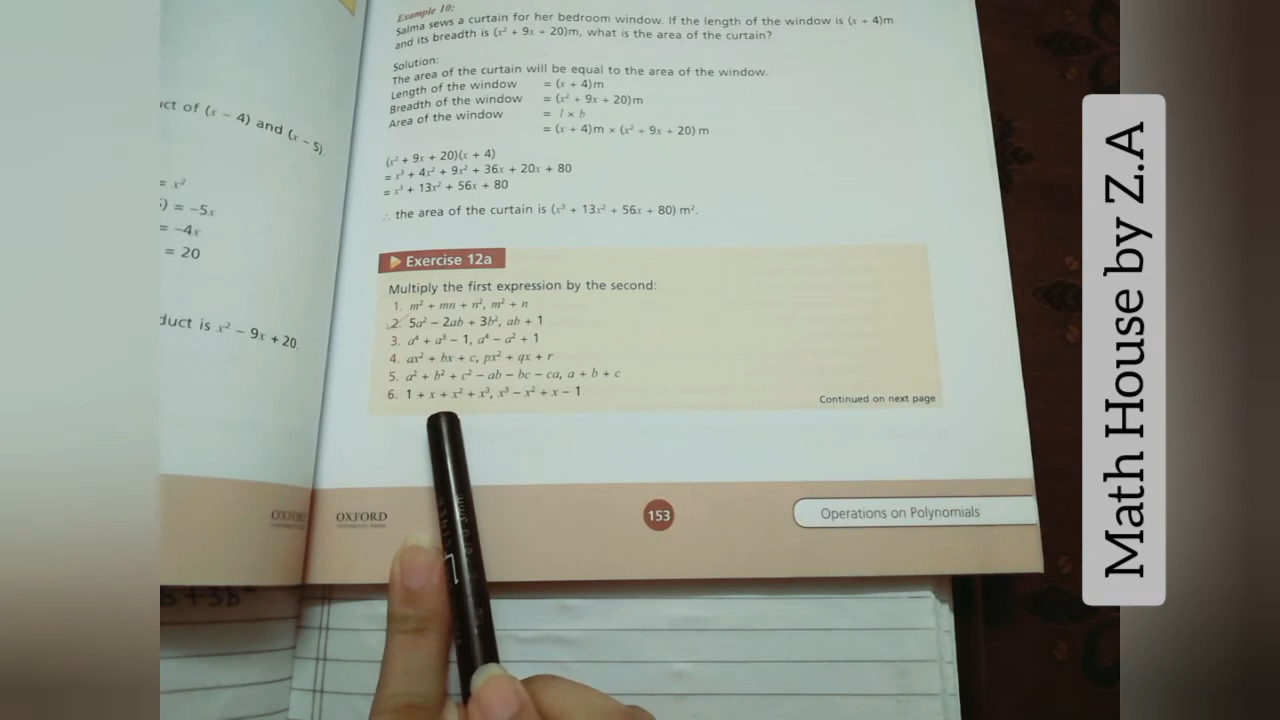 ct of (x − 4) and (x − 5).
= x²
) = −5x
= −4x
= 20
duct is x² − 9x + 20.
OXFORD
Example 10:
Salma sews a curtain for her bedroom window. If the length of the window is (x + 4)m
and its breadth is (x² + 9x + 20)m, what is the area of the curtain?
Solution:
The area of the curtain will be equal to the area of the window.
Length of the window = (x + 4)m
Breadth of the window = (x² + 9x + 20)m
Area of the window = l × b
= (x + 4)m × (x² + 9x + 20) m
(x² + 9x + 20)(x + 4)
= x³ + 4x² + 9x² + 36x + 20x + 80
= x³ + 13x² + 56x + 80
∴ the area of the curtain is (x³ + 13x² + 56x + 80) m².
Exercise 12a
Multiply the first expression by the second:
1. m² + mn + n², m² + n
2. 5a² − 2ab + 3b², ab + 1
3. a⁴ + a³ − 1, a⁴ − a² + 1
4. ax² + bx + c, px² + qx + r
5. a² + b² + c² − ab − bc − ca, a + b + c
6. 1 + x + x² + x³, x³ − x² + x − 1
Continued on next page
OXFORD
153
Operations on Polynomials
Math House by Z.A